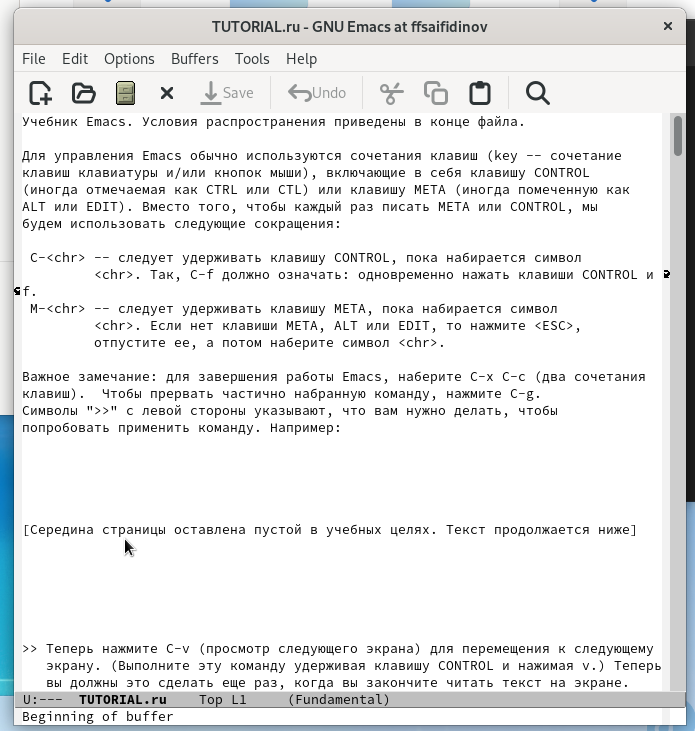 TUTORIAL.ru - GNU Emacs at ffsaifidinov
File Edit Options Buffers Tools Help
Save Undo
Учебник Emacs. Условия распространения приведены в конце файла.
Для управления Emacs обычно используются сочетания клавиш (key -- сочетание
клавиш клавиатуры и/или кнопок мыши), включающие в себя клавишу CONTROL
(иногда отмечаемая как CTRL или CTL) или клавишу META (иногда помеченную как
ALT или EDIT). Вместо того, чтобы каждый раз писать META или CONTROL, мы
будем использовать следующие сокращения:
C-<chr> -- следует удерживать клавишу CONTROL, пока набирается символ
<chr>. Так, C-f должно означать: одновременно нажать клавиши CONTROL и
f.
M-<chr> -- следует удерживать клавишу META, пока набирается символ
<chr>. Если нет клавиши META, ALT или EDIT, то нажмите <ESC>,
отпустите ее, а потом наберите символ <chr>.
Важное замечание: для завершения работы Emacs, наберите C-x C-c (два сочетания
клавиш). Чтобы прервать частично набранную команду, нажмите C-g.
Символы ">>" с левой стороны указывают, что вам нужно делать, чтобы
попробовать применить команду. Например:
[Середина страницы оставлена пустой в учебных целях. Текст продолжается ниже]
>> Теперь нажмите C-v (просмотр следующего экрана) для перемещения к следующему
экрану. (Выполните эту команду удерживая клавишу CONTROL и нажимая v.) Теперь
вы должны это сделать еще раз, когда вы закончите читать текст на экране.
U:--- TUTORIAL.ru Top L1 (Fundamental)
Beginning of buffer